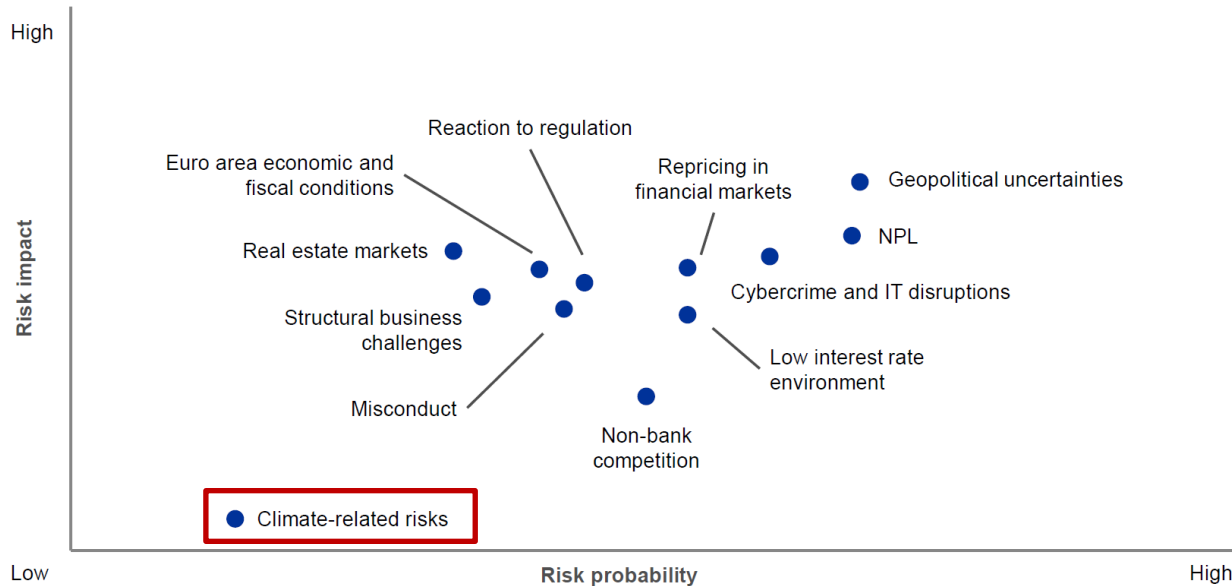 High
Reaction to regulation
Euro area economic and
fiscal conditions
Repricing in
financial markets
Geopolitical uncertainties
Real estate markets
NPL
Risk impact
Cybercrime and IT disruptions
Structural business
challenges
Low interest rate
environment
Misconduct
Non-bank
competition
Climate-related risks
Low
Risk probability
High